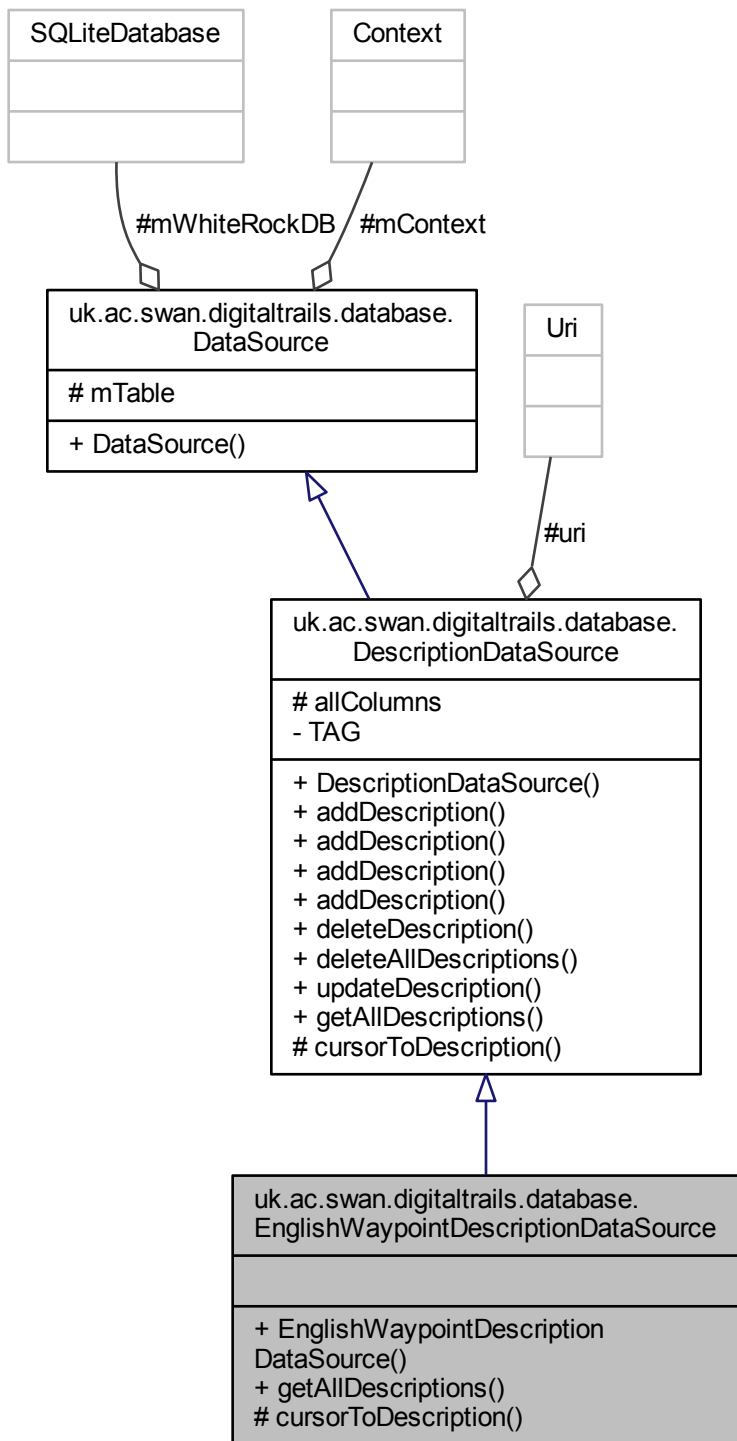 SQLiteDatabase
Context
#mWhiteRockDB
#mContext
uk.ac.swan.digitaltrails.database.
DataSource
# mTable
+ DataSource()
Uri
#uri
uk.ac.swan.digitaltrails.database.
DescriptionDataSource
# allColumns
- TAG
+ DescriptionDataSource()
+ addDescription()
+ addDescription()
+ addDescription()
+ addDescription()
+ deleteDescription()
+ deleteAllDescriptions()
+ updateDescription()
+ getAllDescriptions()
# cursorToDescription()
uk.ac.swan.digitaltrails.database.
EnglishWaypointDescriptionDataSource
+ EnglishWaypointDescription
DataSource()
+ getAllDescriptions()
# cursorToDescription()